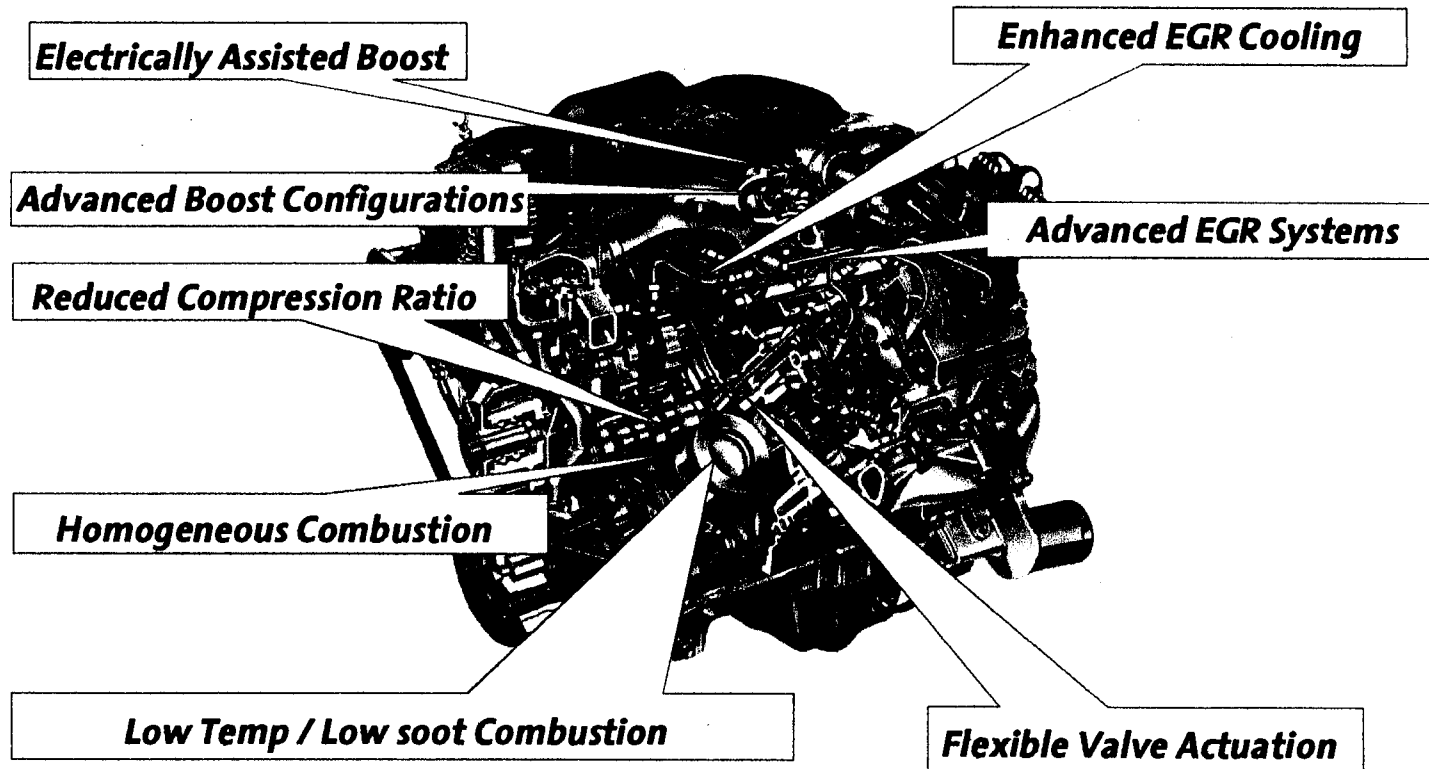 Electrically Assisted Boost
Enhanced EGR Cooling
Advanced Boost Configurations
Advanced EGR Systems
Reduced Compression Ratio
Homogeneous Combustion
Low Temp / Low soot Combustion
Flexible Valve Actuation